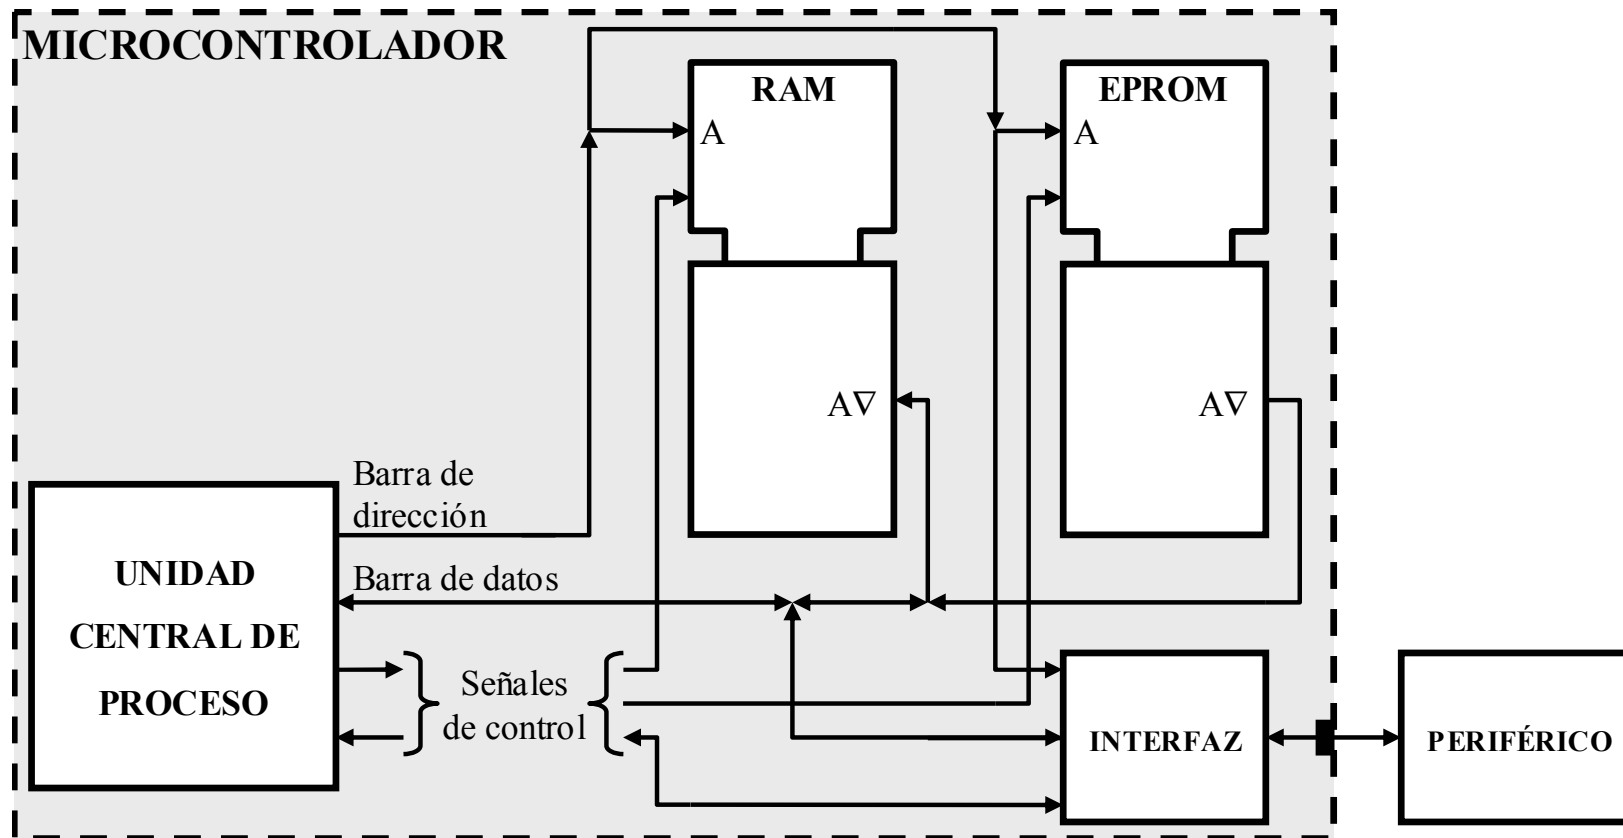 MICROCONTROLADOR
RAM
EPROM
A
A
A∇
A∇
Barra de
dirección
Barra de datos
UNIDAD
CENTRAL DE
PROCESO
Señales
de control
INTERFAZ
PERIFÉRICO